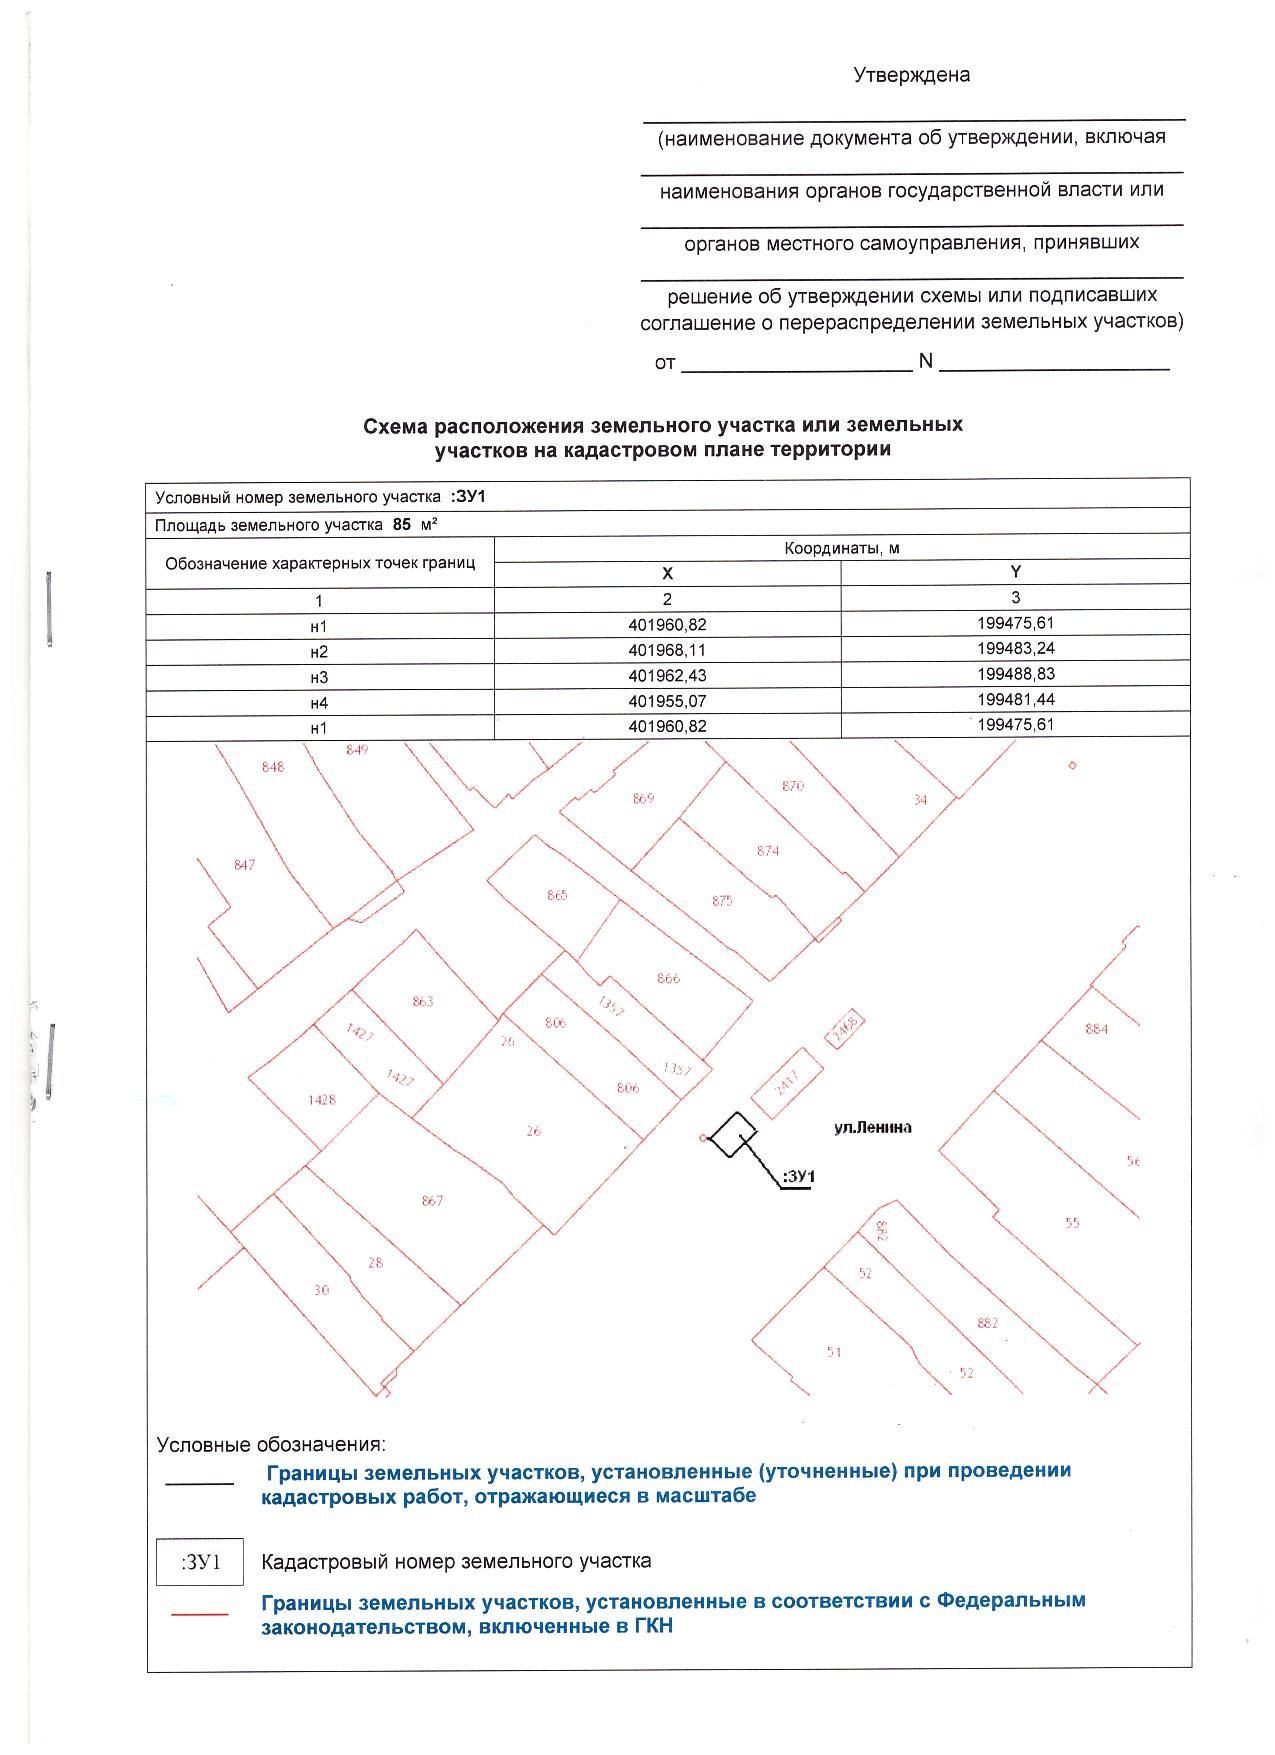 Утверждена
(наименование документа об утверждении, включая
наименования органов государственной власти или
органов местного самоуправления, принявших
решение об утверждении схемы или подписавших
соглашение о перераспределении земельных участков)
от ____________________ N ____________________
Схема расположения земельного участка или земельных
участков на кадастровом плане территории
Условный номер земельного участка :ЗУ1
Площадь земельного участка 85 м²
Обозначение характерных точек границ
Координаты, м
X Y
1 2 3
н1 401960,82 199475,61
н2 401968,11 199483,24
н3 401962,43 199488,83
н4 401955,07 199481,44
н1 401960,82 199475,61
849
848
870
869
34
874
847
865
875
866
863
1357
806
2468
884
1427
26
1357
1427
806
2417
1428
26
ул.Ленина
56
:ЗУ1
867
55
882
28
52
30
882
51
52
Условные обозначения:
Границы земельных участков, установленные (уточненные) при проведении
кадастровых работ, отражающиеся в масштабе
:ЗУ1 Кадастровый номер земельного участка
Границы земельных участков, установленные в соответствии с Федеральным
законодательством, включенные в ГКН